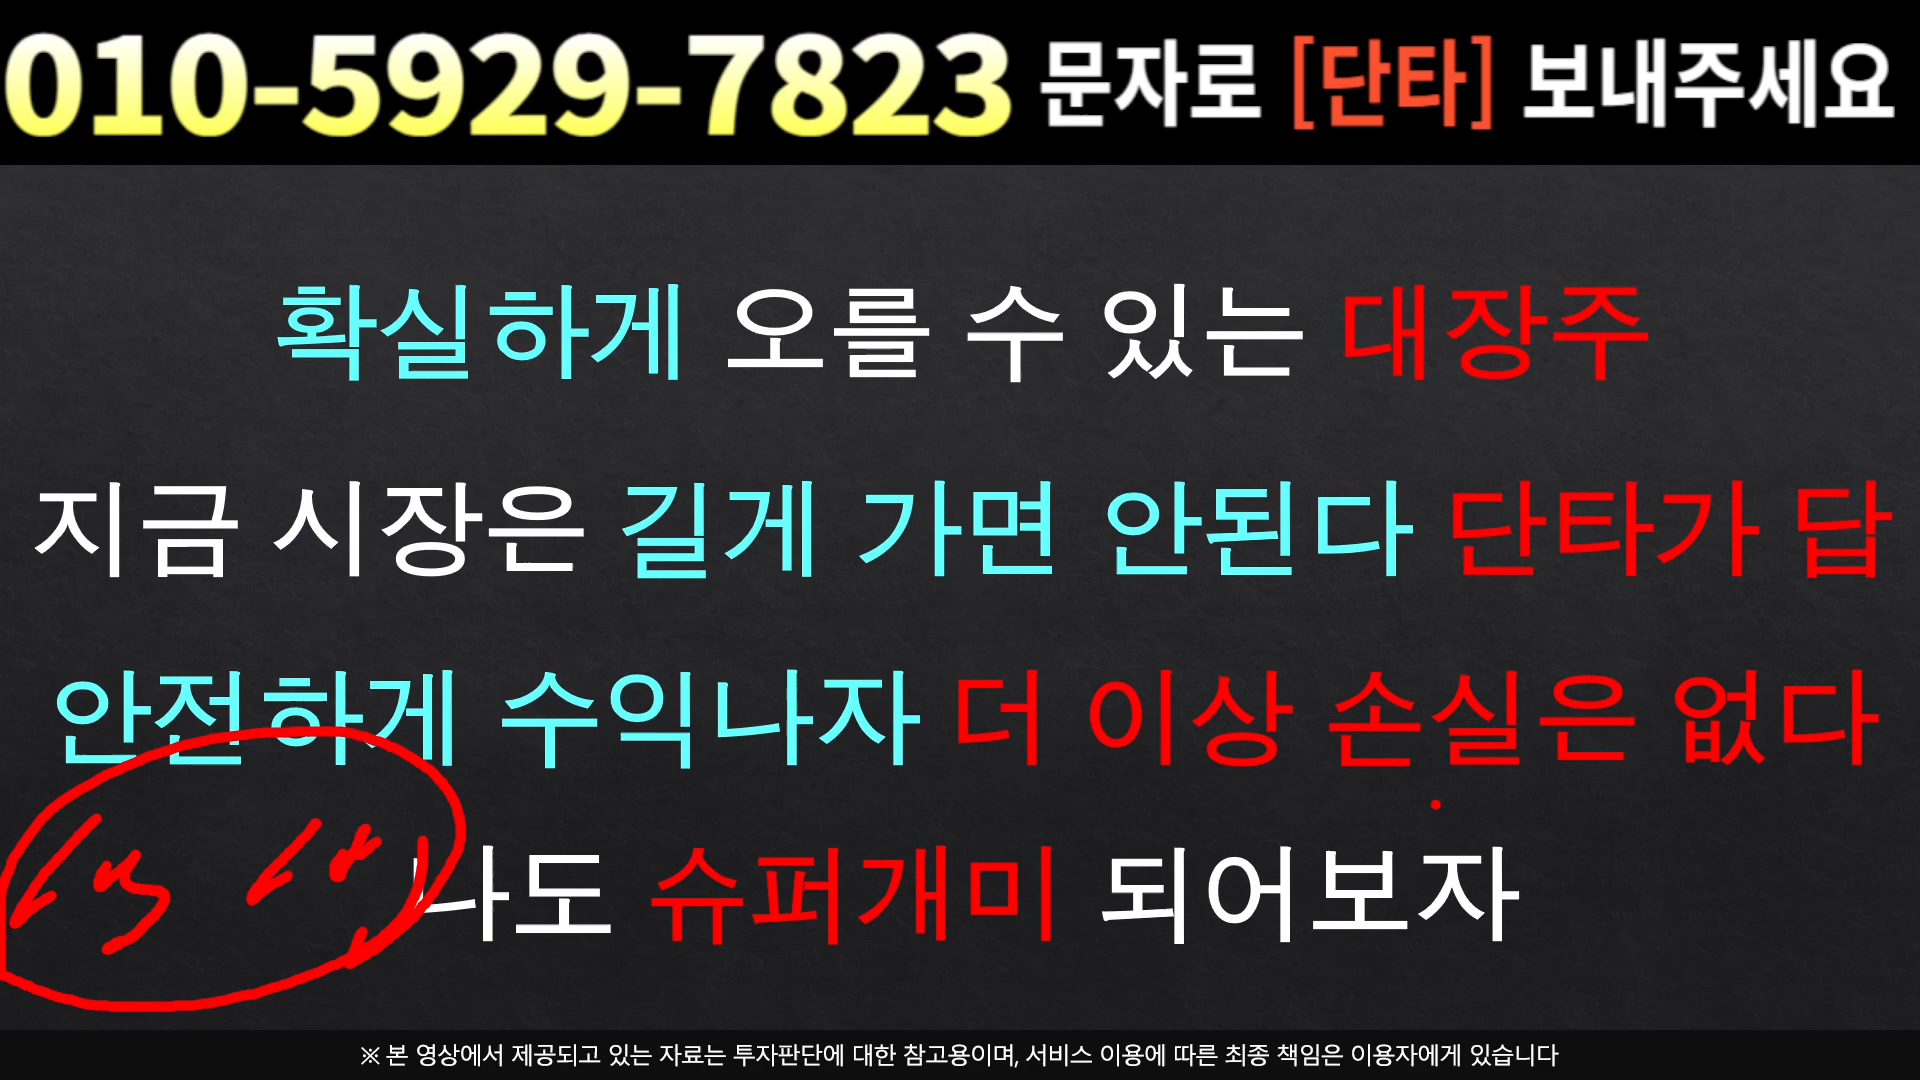 010-5929-7823 문자로 [단타] 보내주세요
확실하게 오를 수 있는 대장주
지금 시장은 길게 가면 안된다 단타가 답
안전하게 수익나자 더 이상 손실은 없다
나도 슈퍼개미 되어보자
※ 본 영상에서 제공되고 있는 자료는 투자판단에 대한 참고용이며, 서비스 이용에 따른 최종 책임은 이용자에게 있습니다